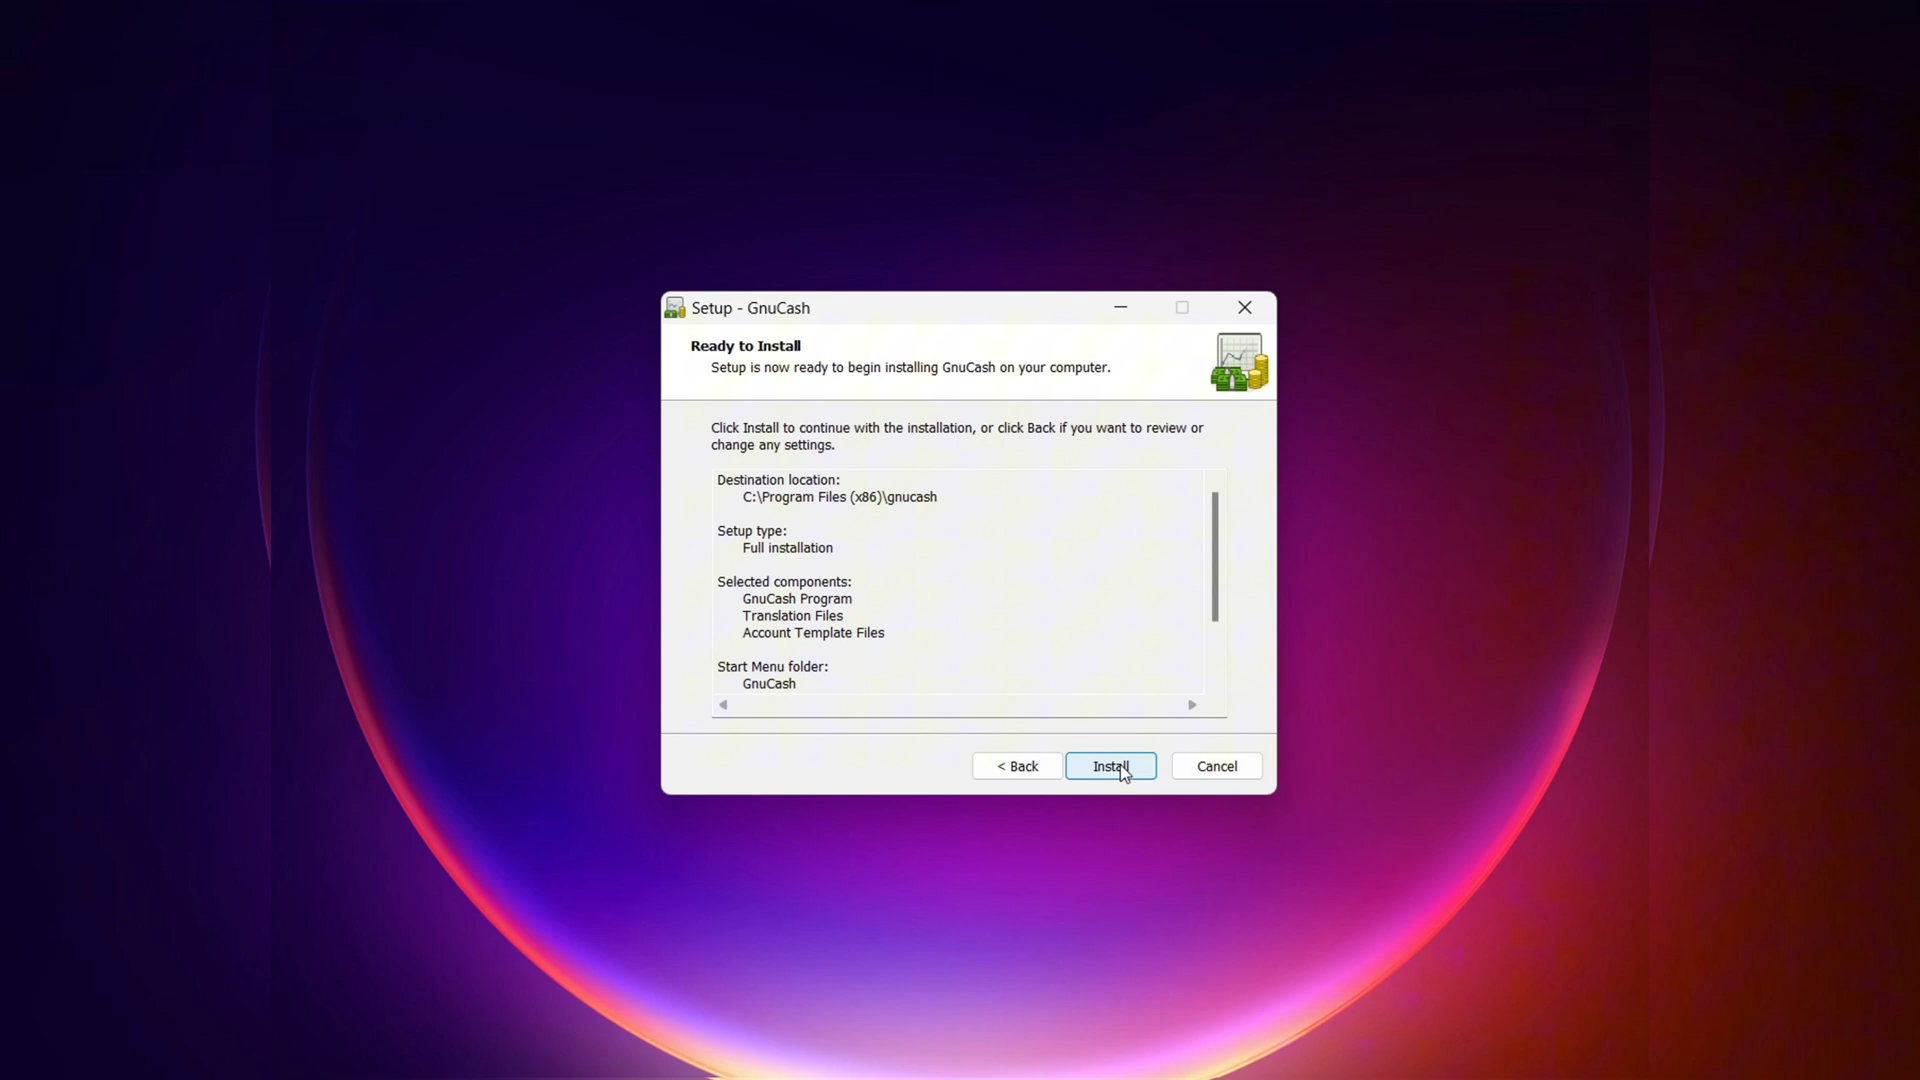 Setup - GnuCash
Ready to Install
Setup is now ready to begin installing GnuCash on your computer.
Click Install to continue with the installation, or click Back if you want to review or
change any settings.
Destination location:
C:\Program Files (x86)\gnucash
Setup type:
Full installation
Selected components:
GnuCash Program
Translation Files
Account Template Files
Start Menu folder:
GnuCash
< Back
Install
Cancel